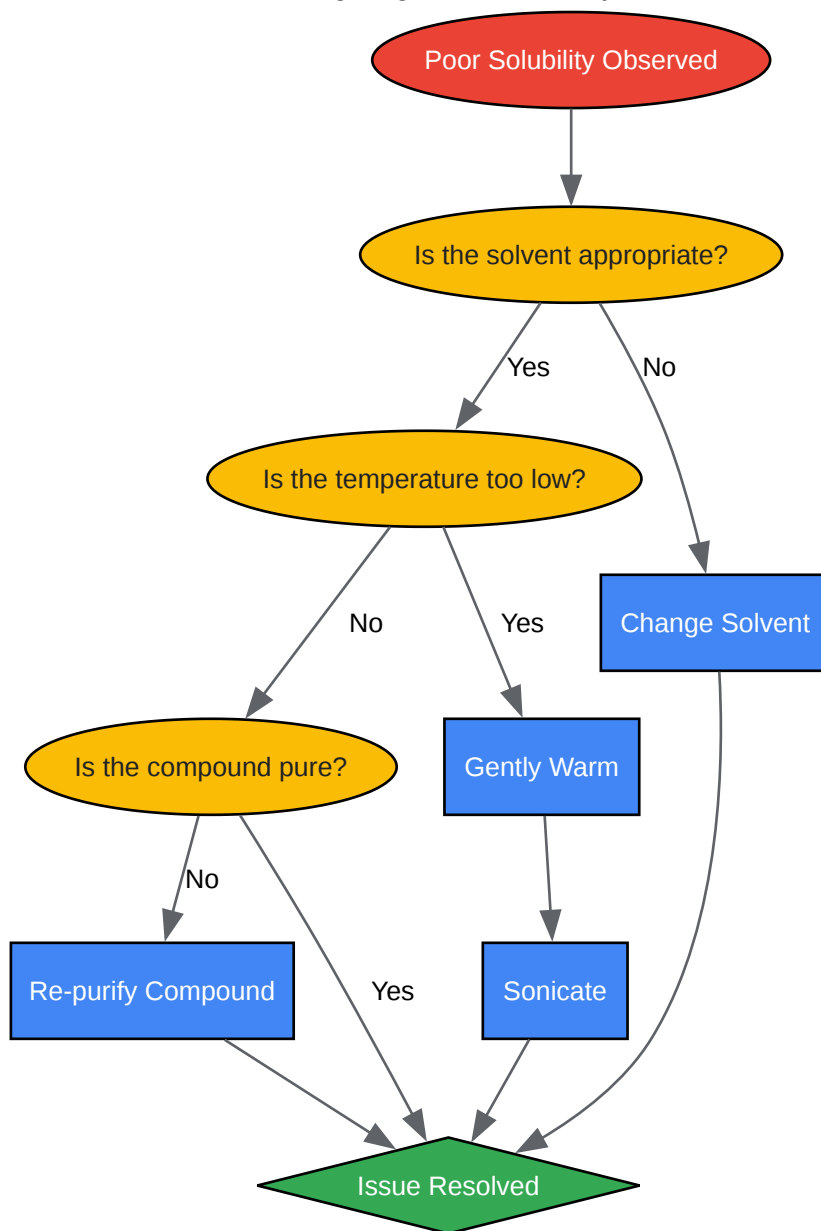 Poor Solubility Observed
Is the solvent appropriate?
Yes
No
Is the temperature too low?
No
Yes
Change Solvent
Is the compound pure?
Gently Warm
No
Re-purify Compound
Yes
Sonicate
Issue Resolved